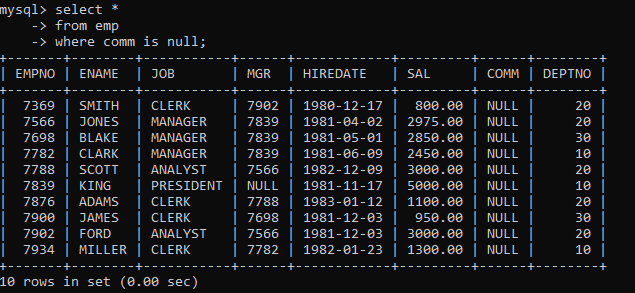 mysql> select *
    -> from emp
    -> where comm is null;
+-------+--------+-----------+------+------------+---------+------+--------+
| EMPNO | ENAME  | JOB       | MGR  | HIREDATE   | SAL     | COMM | DEPTNO |
+-------+--------+-----------+------+------------+---------+------+--------+
|  7369 | SMITH  | CLERK     | 7902 | 1980-12-17 |  800.00 | NULL |     20 |
|  7566 | JONES  | MANAGER   | 7839 | 1981-04-02 | 2975.00 | NULL |     20 |
|  7698 | BLAKE  | MANAGER   | 7839 | 1981-05-01 | 2850.00 | NULL |     30 |
|  7782 | CLARK  | MANAGER   | 7839 | 1981-06-09 | 2450.00 | NULL |     10 |
|  7788 | SCOTT  | ANALYST   | 7566 | 1982-12-09 | 3000.00 | NULL |     20 |
|  7839 | KING   | PRESIDENT | NULL | 1981-11-17 | 5000.00 | NULL |     10 |
|  7876 | ADAMS  | CLERK     | 7788 | 1983-01-12 | 1100.00 | NULL |     20 |
|  7900 | JAMES  | CLERK     | 7698 | 1981-12-03 |  950.00 | NULL |     30 |
|  7902 | FORD   | ANALYST   | 7566 | 1981-12-03 | 3000.00 | NULL |     20 |
|  7934 | MILLER | CLERK     | 7782 | 1982-01-23 | 1300.00 | NULL |     10 |
+-------+--------+-----------+------+------------+---------+------+--------+
10 rows in set (0.00 sec)